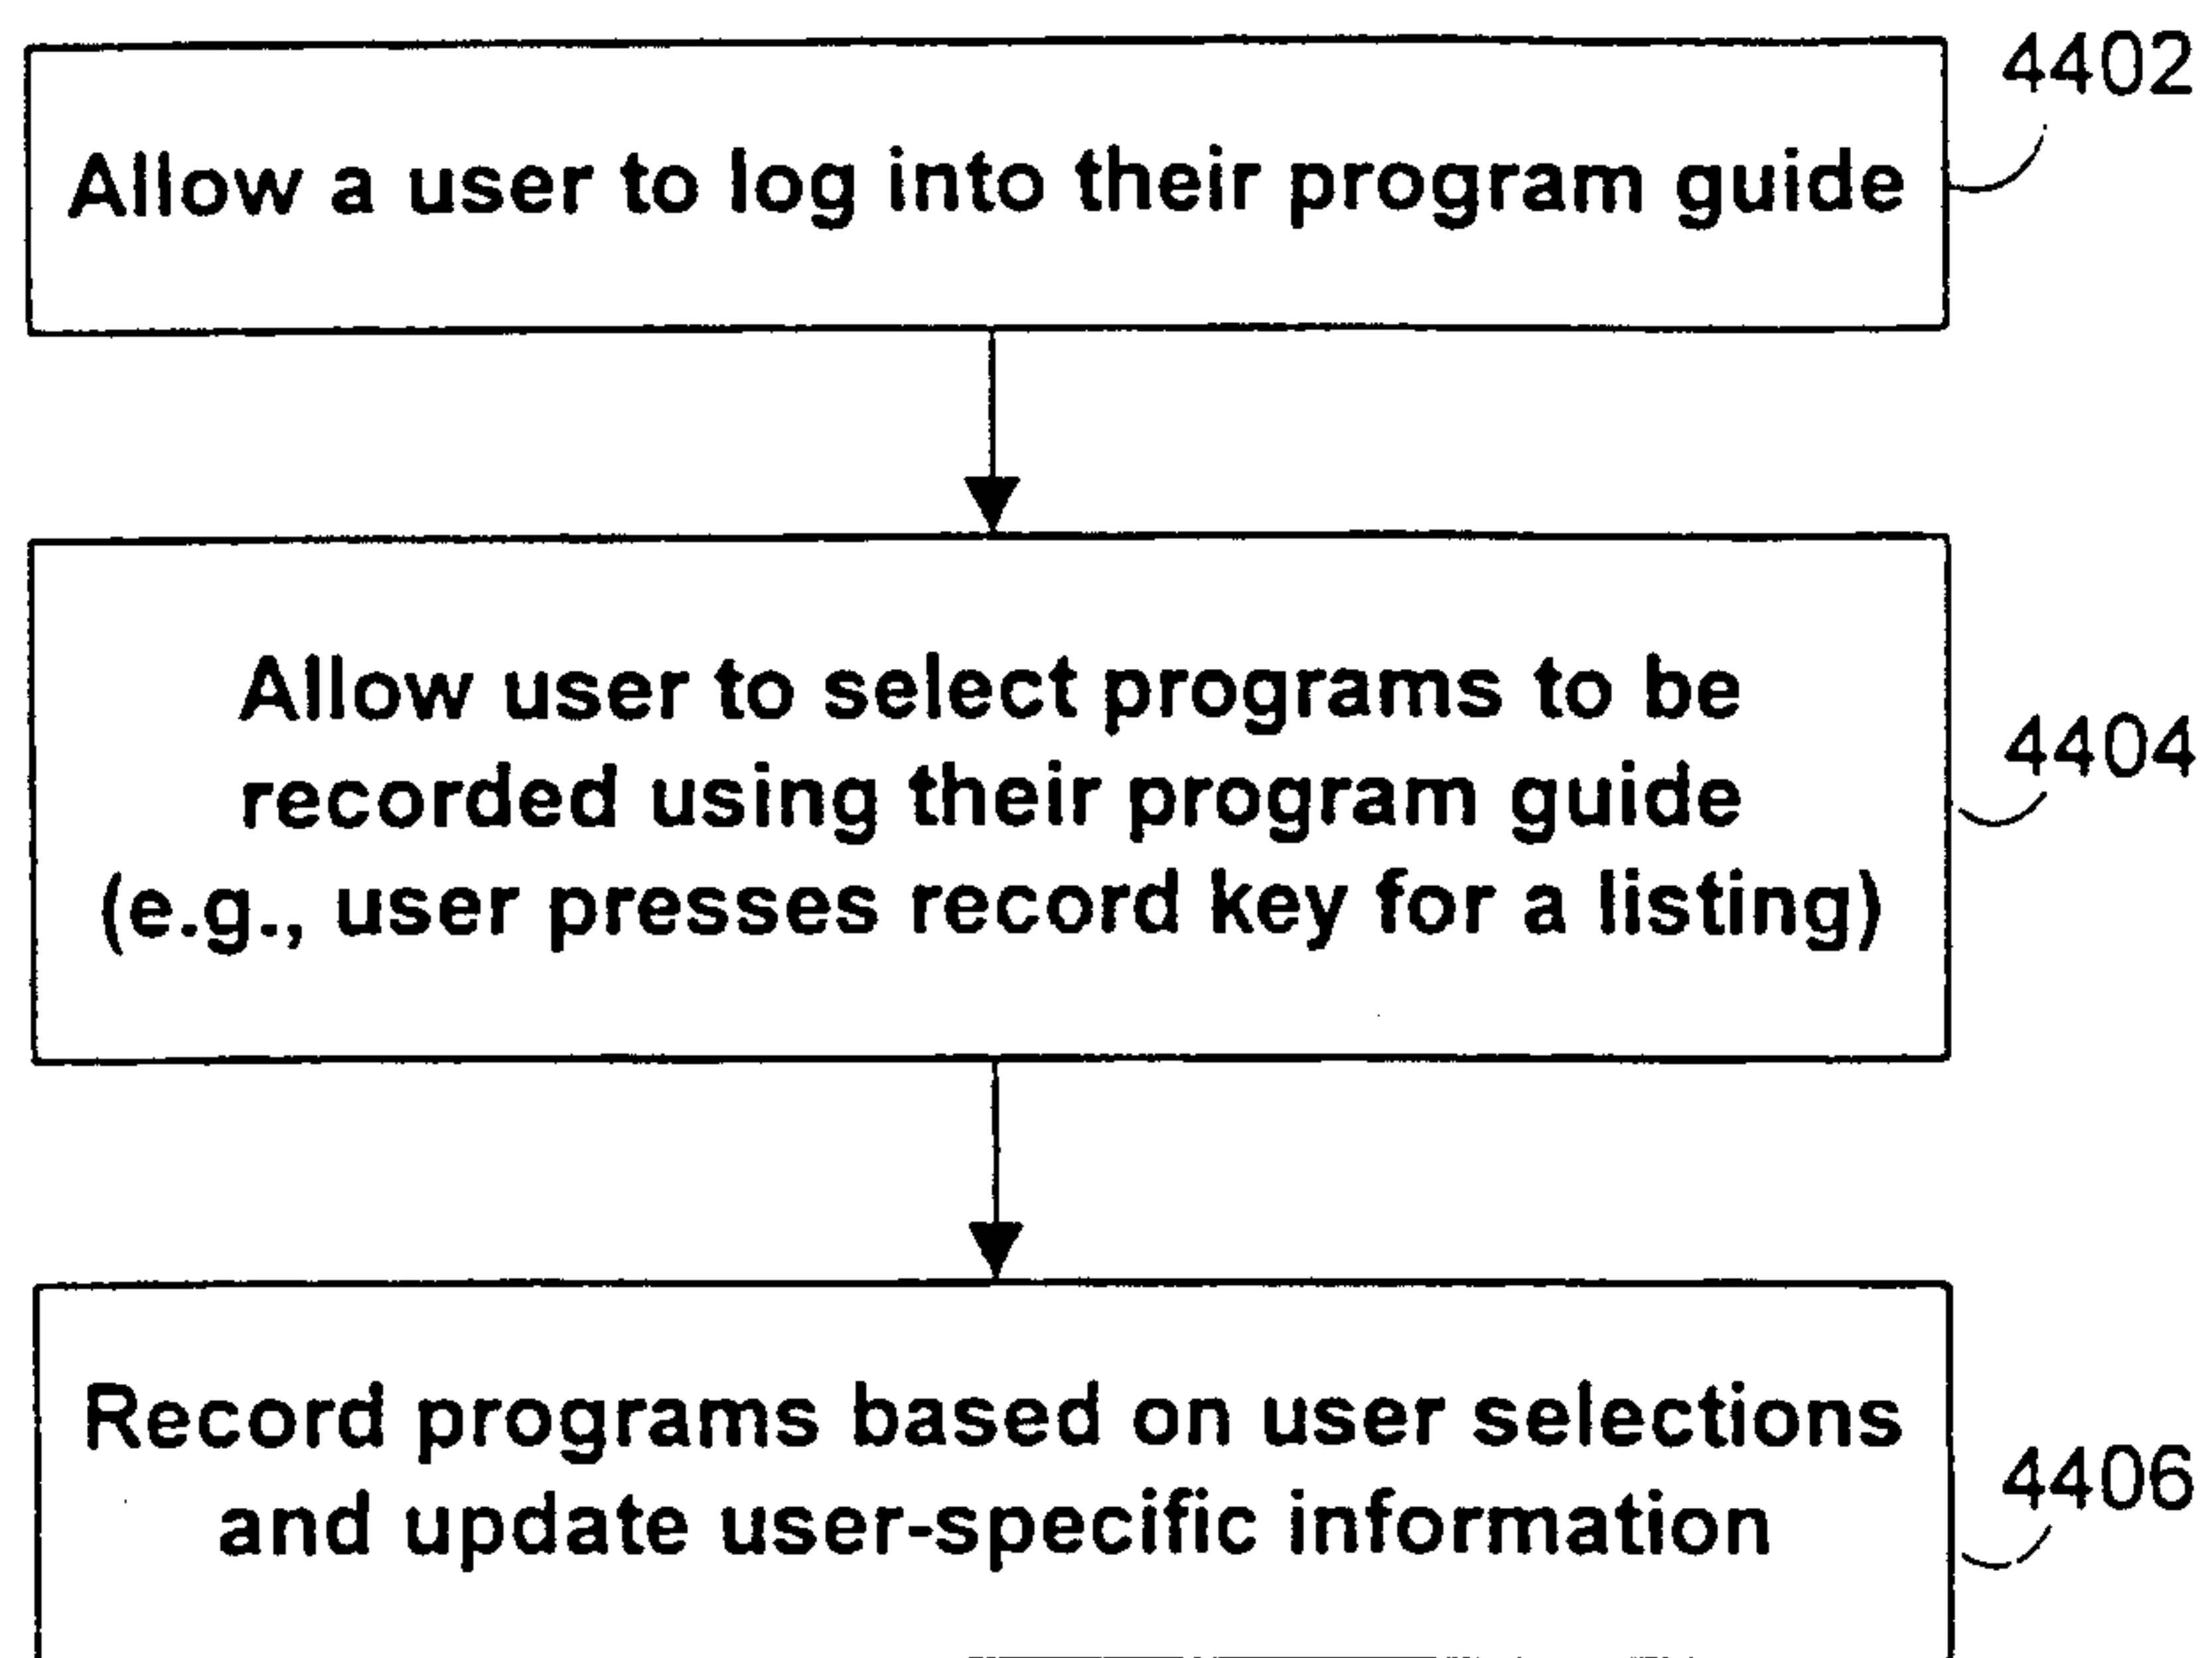 4402
Allow a user to log into their program guide
Allow user to select programs to be
recorded using their program guide
(e.g., user presses record key for a listing)
4404
Record programs based on user selections
and update user-specific information
4406